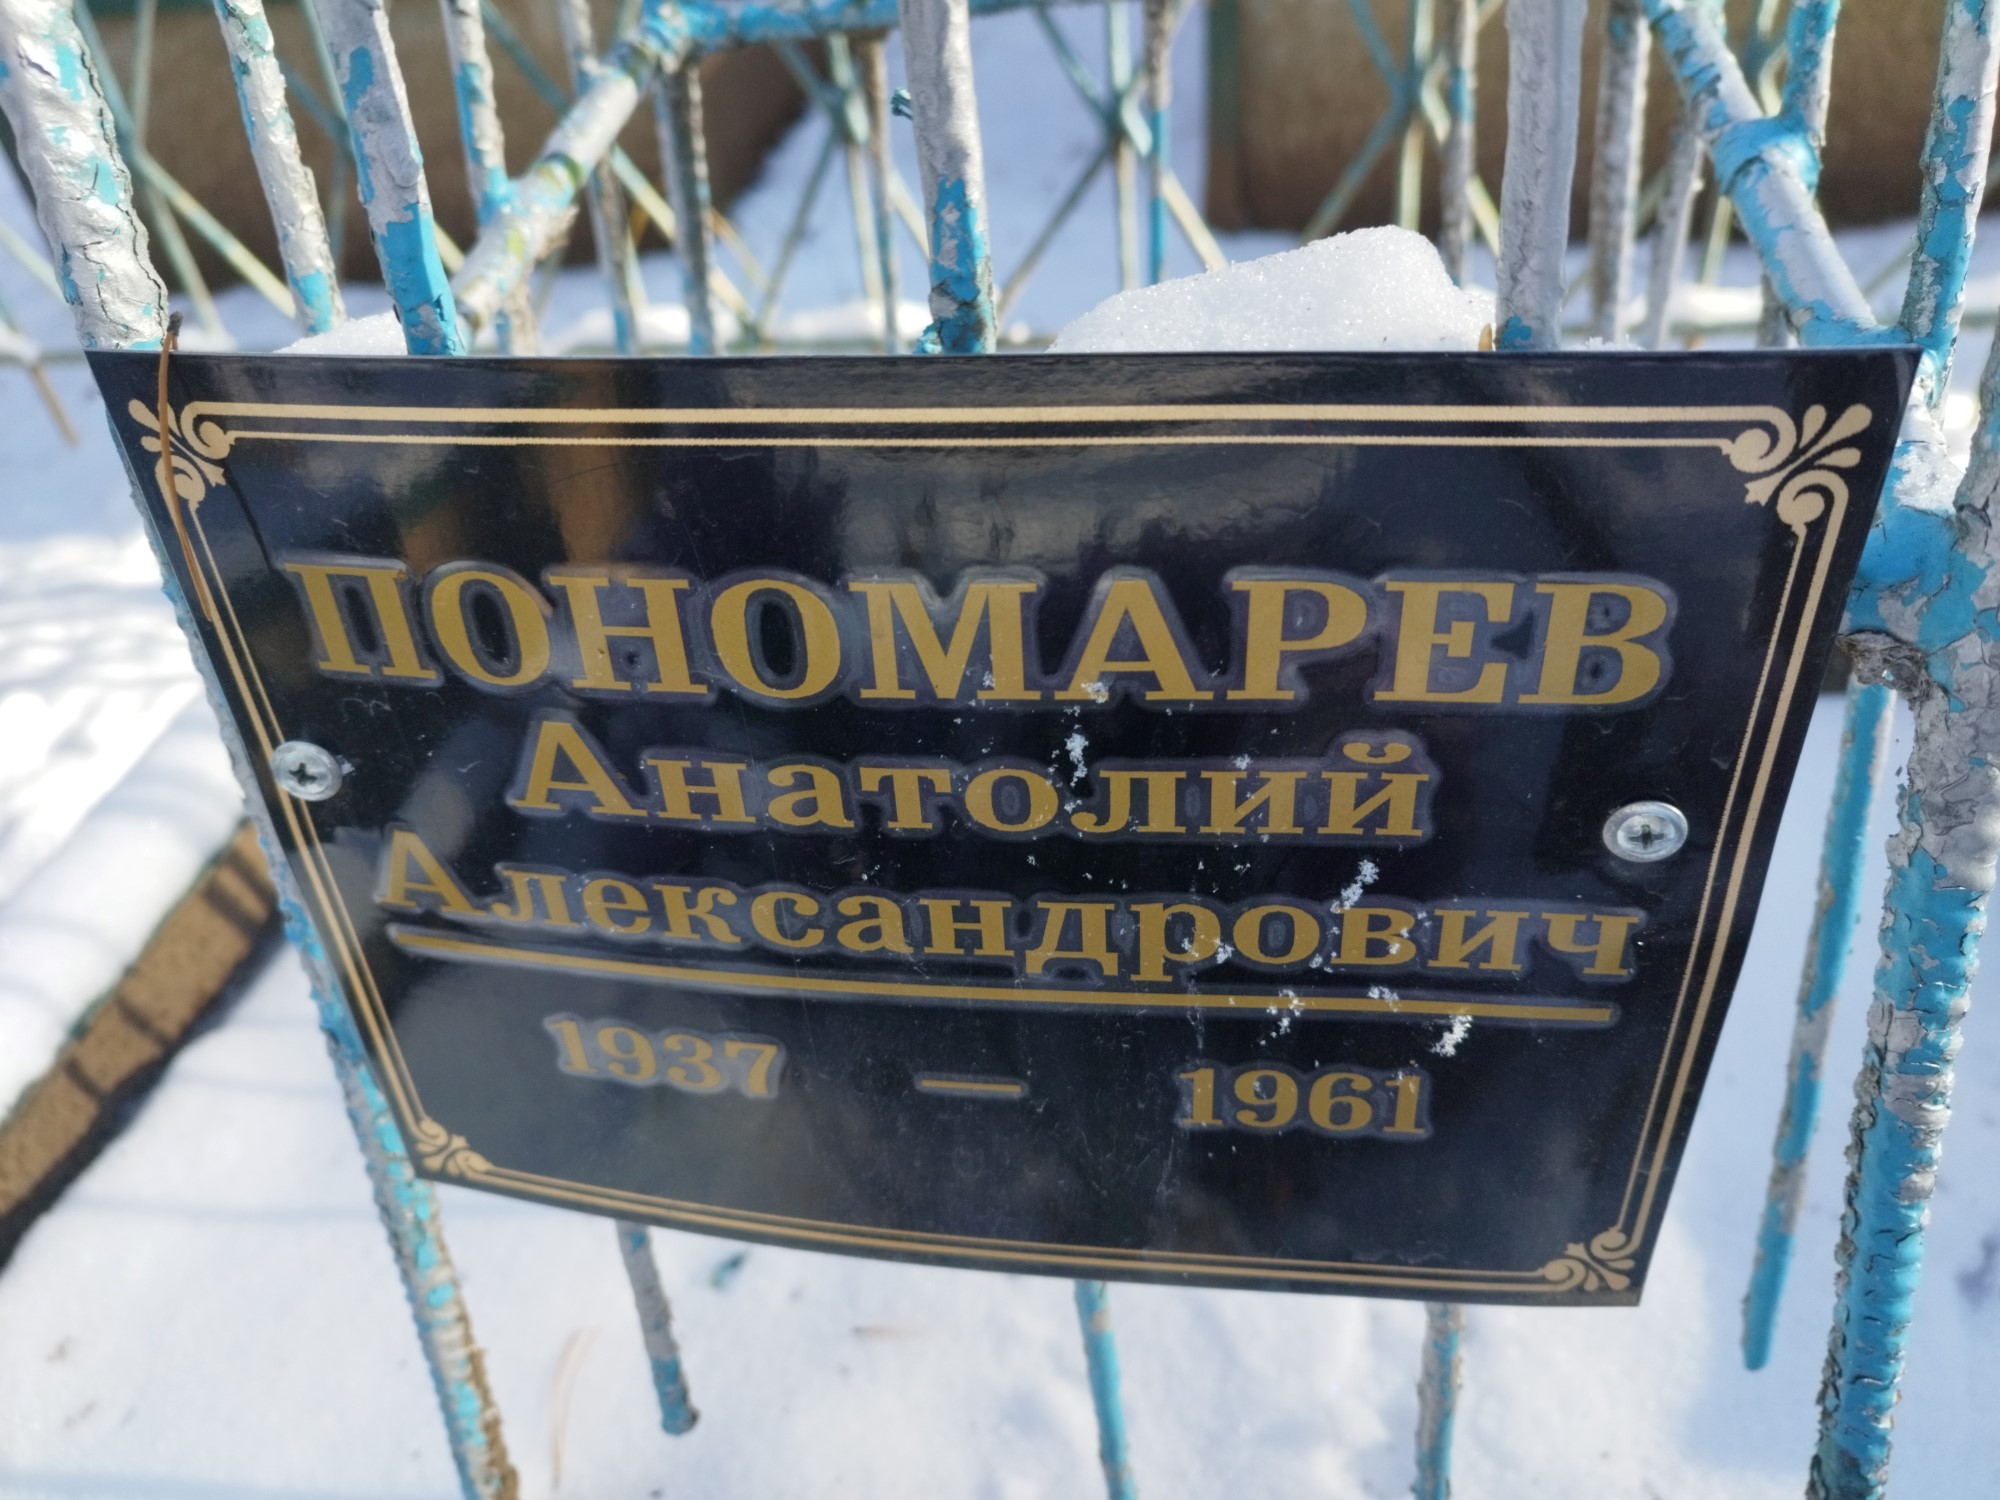 ПОНОМАРЕВ
Анатолий
Александрович
1937 — 1961